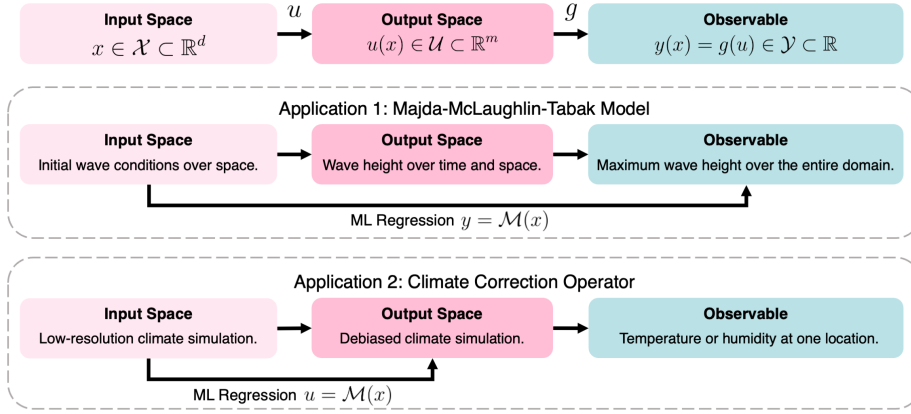 Input Space
x ∈ 𝒳 ⊂ ℝ^d
u
Output Space
u(x) ∈ 𝒰 ⊂ ℝ^m
g
Observable
y(x) = g(u) ∈ 𝒴 ⊂ ℝ
Application 1: Majda-McLaughlin-Tabak Model
Input Space
Initial wave conditions over space.
Output Space
Wave height over time and space.
Observable
Maximum wave height over the entire domain.
ML Regression y = ℳ(x)
Application 2: Climate Correction Operator
Input Space
Low-resolution climate simulation.
Output Space
Debiased climate simulation.
Observable
Temperature or humidity at one location.
ML Regression u = ℳ(x)